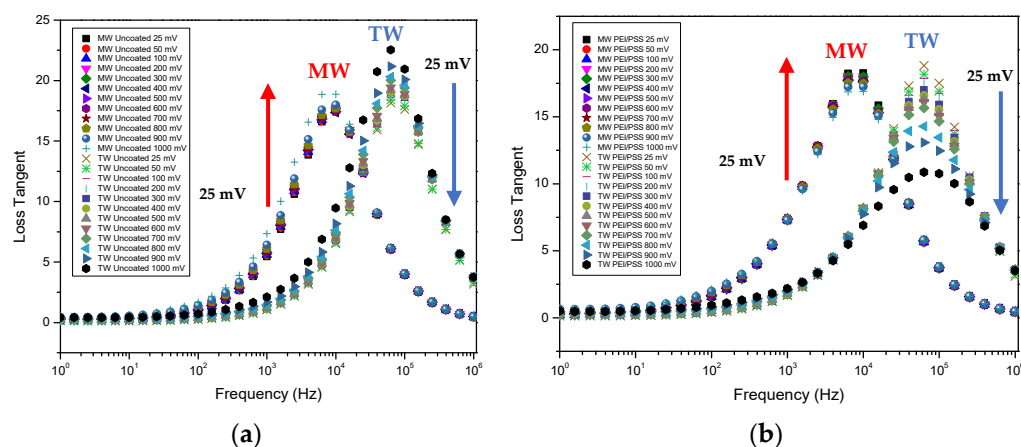 25
20
15
10
5
0
Loss Tangent
MW Uncoated 25 mV
MW Uncoated 50 mV
MW Uncoated 100 mV
MW Uncoated 200 mV
MW Uncoated 300 mV
MW Uncoated 400 mV
MW Uncoated 500 mV
MW Uncoated 600 mV
MW Uncoated 700 mV
MW Uncoated 800 mV
MW Uncoated 900 mV
MW Uncoated 1000 mV
TW Uncoated 25 mV
TW Uncoated 50 mV
TW Uncoated 100 mV
TW Uncoated 200 mV
TW Uncoated 300 mV
TW Uncoated 400 mV
TW Uncoated 500 mV
TW Uncoated 600 mV
TW Uncoated 700 mV
TW Uncoated 800 mV
TW Uncoated 900 mV
TW Uncoated 1000 mV
MW
TW
25 mV
25 mV
10⁰ 10¹ 10² 10³ 10⁴ 10⁵ 10⁶
Frequency (Hz)
(a)
20
15
10
5
0
Loss Tangent
MW PEI/PSS 25 mV
MW PEI/PSS 50 mV
MW PEI/PSS 100 mV
MW PEI/PSS 200 mV
MW PEI/PSS 300 mV
MW PEI/PSS 400 mV
MW PEI/PSS 500 mV
MW PEI/PSS 600 mV
MW PEI/PSS 700 mV
MW PEI/PSS 800 mV
MW PEI/PSS 900 mV
MW PEI/PSS 1000 mV
TW PEI/PSS 25 mV
TW PEI/PSS 50 mV
TW PEI/PSS 100 mV
TW PEI/PSS 200 mV
TW PEI/PSS 300 mV
TW PEI/PSS 400 mV
TW PEI/PSS 500 mV
TW PEI/PSS 600 mV
TW PEI/PSS 700 mV
TW PEI/PSS 800 mV
TW PEI/PSS 900 mV
TW PEI/PSS 1000 mV
MW
TW
25 mV
25 mV
10⁰ 10¹ 10² 10³ 10⁴ 10⁵ 10⁶
Frequency (Hz)
(b)